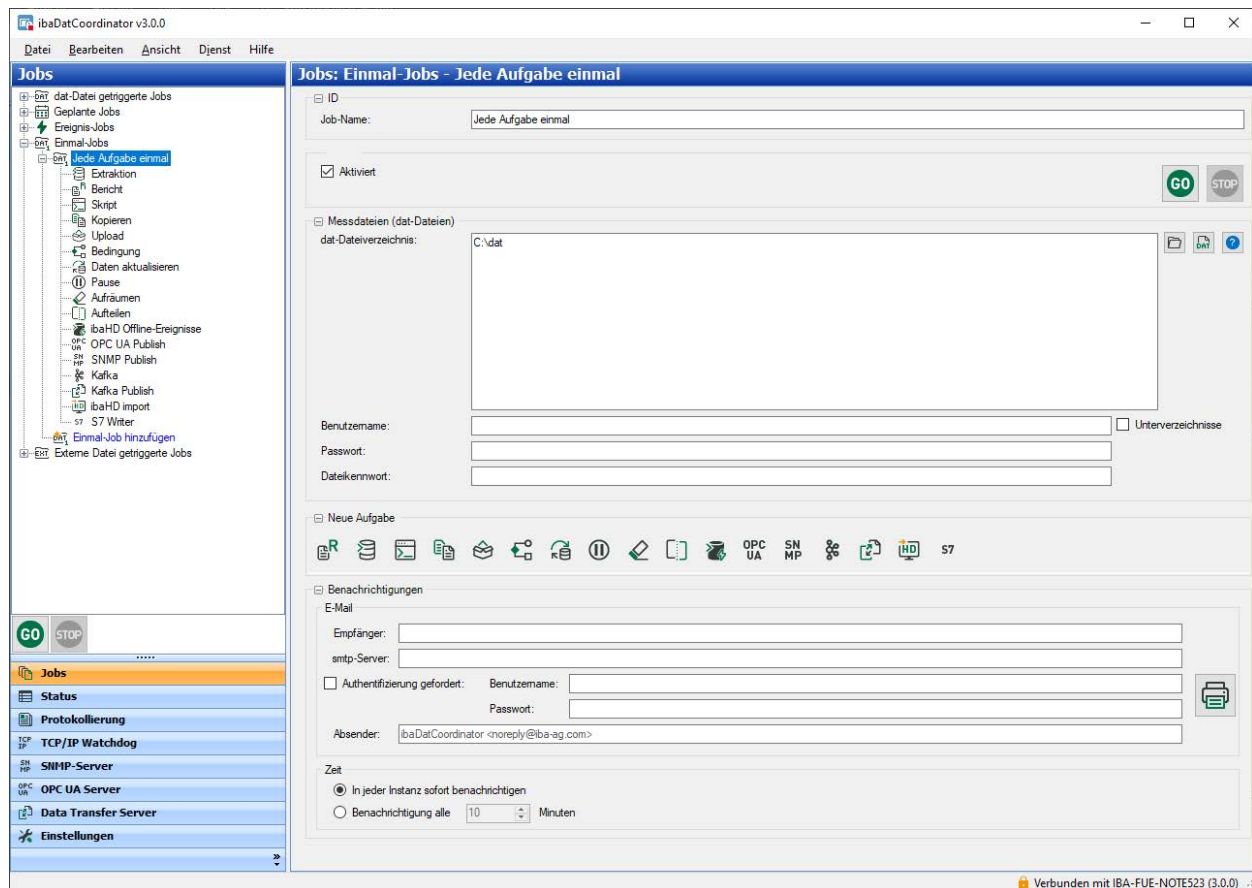 ibaDatCoordinator v3.0.0
Datei Bearbeiten Ansicht Dienst Hilfe
Jobs
dat-Datei getriggerte Jobs
Geplante Jobs
Ereignis-Jobs
Einmal-Jobs
Jede Aufgabe einmal
Extraktion
Bericht
Skript
Kopieren
Upload
Bedingung
Daten aktualisieren
Pause
Aufräumen
Aufteilen
ibaHD Offline-Ereignisse
OPC UA Publish
SNMP Publish
Kafka
Kafka Publish
ibaHD import
S7 S7 Writer
Einmal-Job hinzufügen
Externe Datei getriggerte Jobs
GO STOP
Jobs
Status
Protokollierung
TCP/IP Watchdog
SNMP-Server
OPC UA Server
Data Transfer Server
Einstellungen
Jobs: Einmal-Jobs - Jede Aufgabe einmal
ID
Job-Name: Jede Aufgabe einmal
Aktiviert
GO STOP
Messdateien (dat-Dateien)
dat-Dateiverzeichnis: C:\dat
Benutzername: Unterverzeichnisse
Passwort:
Dateikennwort:
Neue Aufgabe
OPC UA SN MP HD S7
Benachrichtigungen
E-Mail
Empfänger:
smtp-Server:
Authentifizierung gefordert: Benutzername:
Passwort:
Absender: ibaDatCoordinator <noreply@iba-ag.com>
Zeit
In jeder Instanz sofort benachrichtigen
Benachrichtigung alle 10 Minuten
Verbunden mit IBA-FUE-NOTE523 (3.0.0)